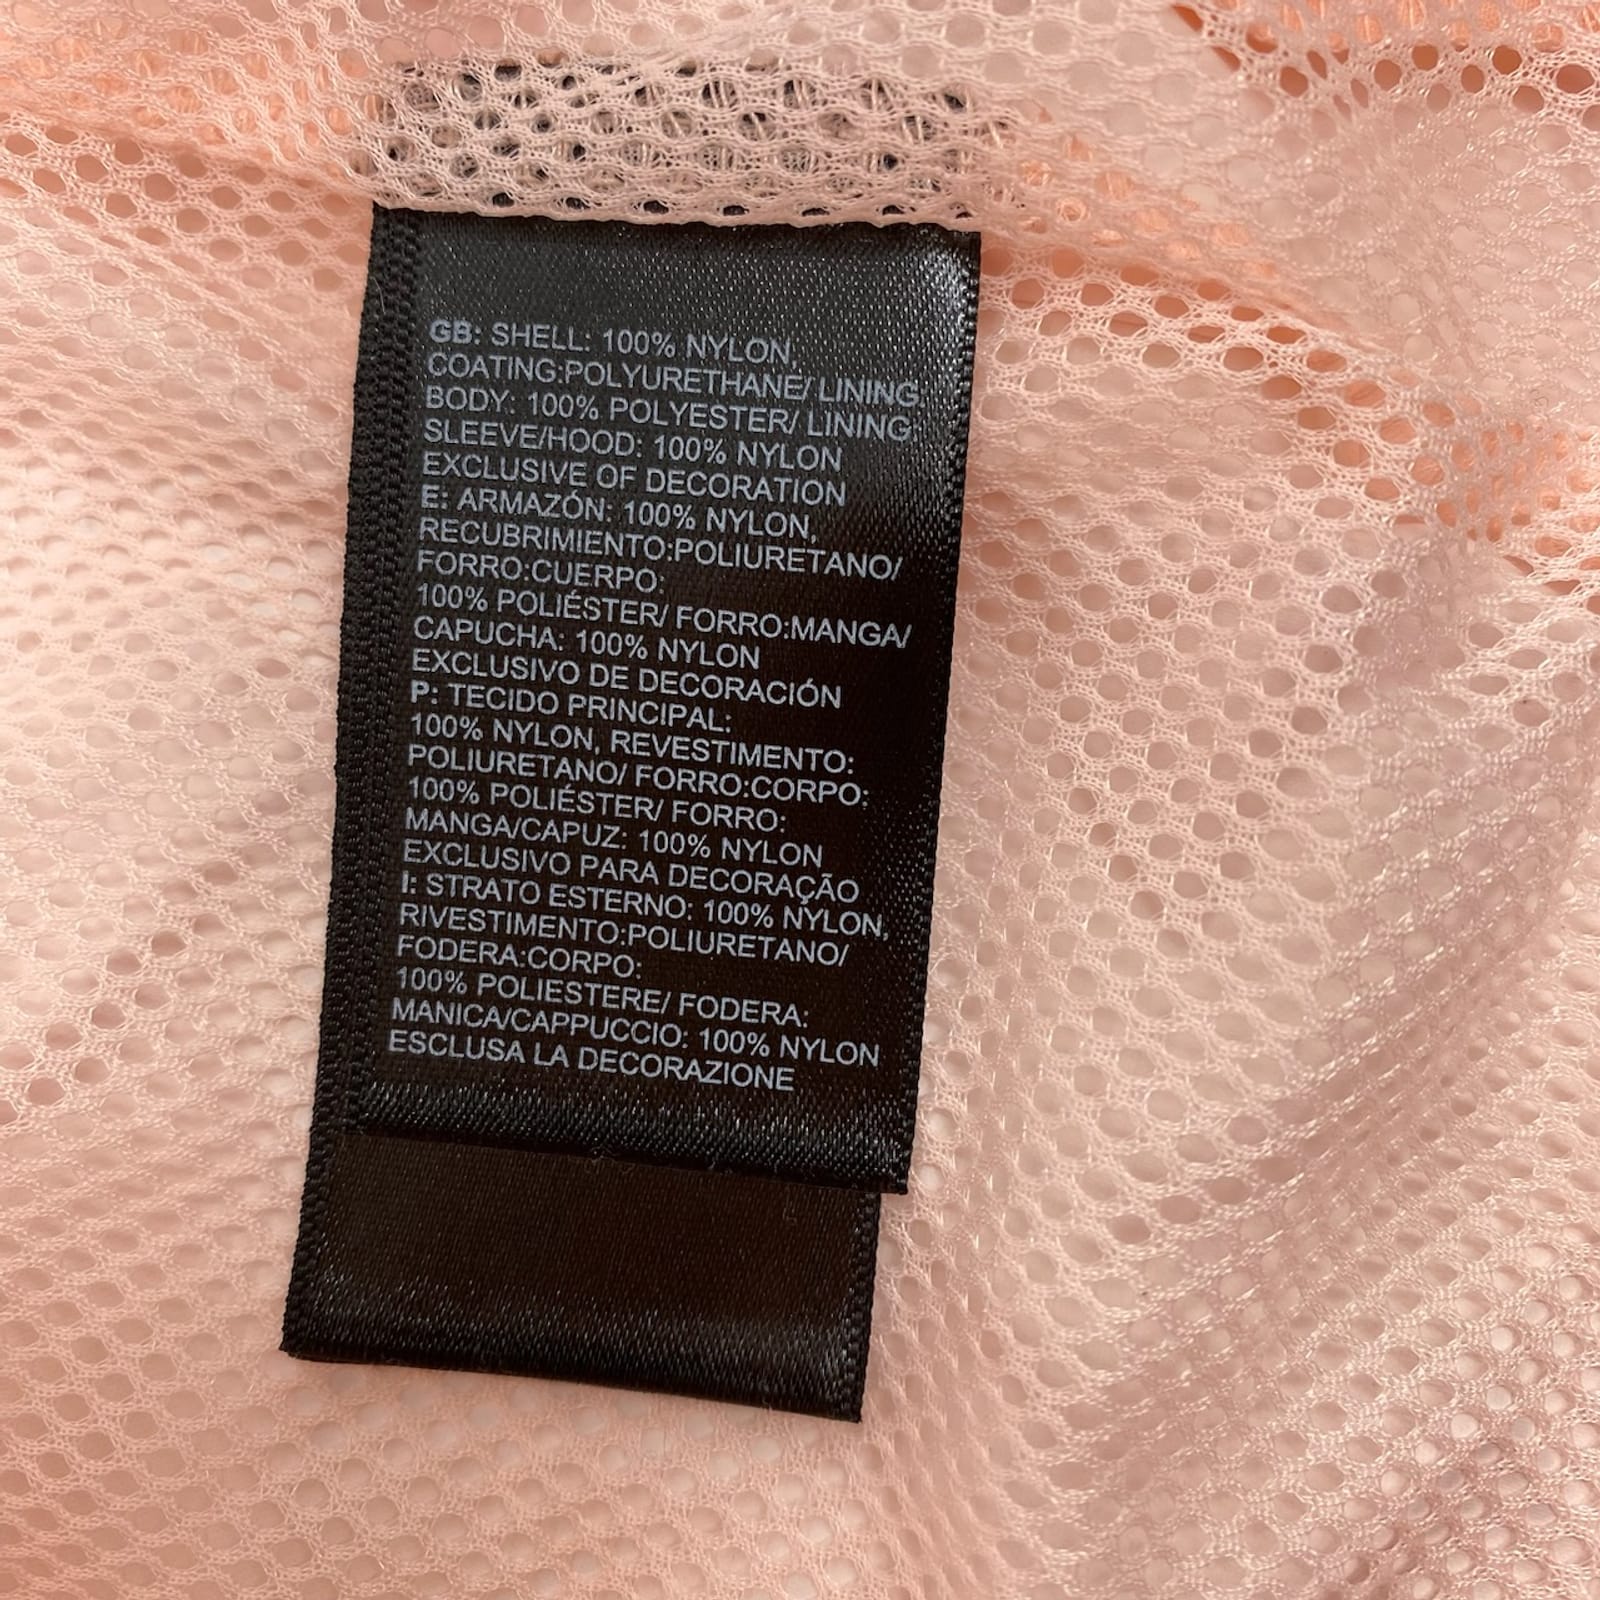 GB: SHELL: 100% NYLON,
COATING:POLYURETHANE/ LINING
BODY: 100% POLYESTER/ LINING
SLEEVE/HOOD: 100% NYLON
EXCLUSIVE OF DECORATION
E: ARMAZÓN: 100% NYLON,
RECUBRIMIENTO:POLIURETANO/
FORRO:CUERPO:
100% POLIÉSTER/ FORRO:MANGA/
CAPUCHA: 100% NYLON
EXCLUSIVO DE DECORACIÓN
P: TECIDO PRINCIPAL:
100% NYLON, REVESTIMENTO:
POLIURETANO/ FORRO:CORPO:
100% POLIÉSTER/ FORRO:
MANGA/CAPUZ: 100% NYLON
EXCLUSIVO PARA DECORAÇÃO
I: STRATO ESTERNO: 100% NYLON,
RIVESTIMENTO:POLIURETANO/
FODERA:CORPO:
100% POLIESTERE/ FODERA:
MANICA/CAPPUCCIO: 100% NYLON
ESCLUSA LA DECORAZIONE